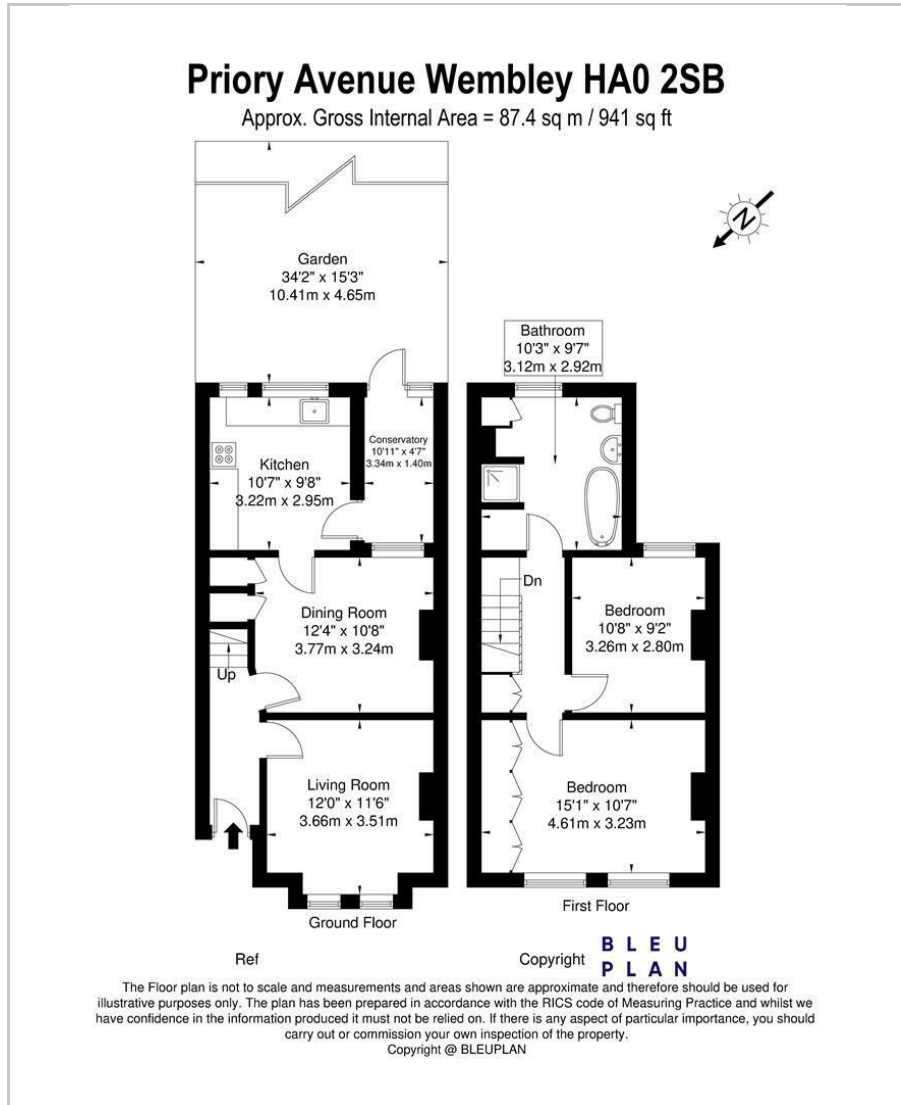 Priory Avenue Wembley HA0 2SB
Approx. Gross Internal Area = 87.4 sq m / 941 sq ft
N
Garden
34'2" x 15'3"
10.41m x 4.65m
Bathroom
10'3" x 9'7"
3.12m x 2.92m
Conservatory
10'11" x 4'7"
3.34m x 1.40m
Kitchen
10'7" x 9'8"
3.22m x 2.95m
Dining Room
12'4" x 10'8"
3.77m x 3.24m
Up
Dn
Bedroom
10'8" x 9'2"
3.26m x 2.80m
Living Room
12'0" x 11'6"
3.66m x 3.51m
Bedroom
15'1" x 10'7"
4.61m x 3.23m
Ground Floor
First Floor
Ref
Copyright
BLEU
PLAN
The Floor plan is not to scale and measurements and areas shown are approximate and therefore should be used for
illustrative purposes only. The plan has been prepared in accordance with the RICS code of Measuring Practice and whilst we
have confidence in the information produced it must not be relied on. If there is any aspect of particular importance, you should
carry out or commission your own inspection of the property.
Copyright @ BLEUPLAN